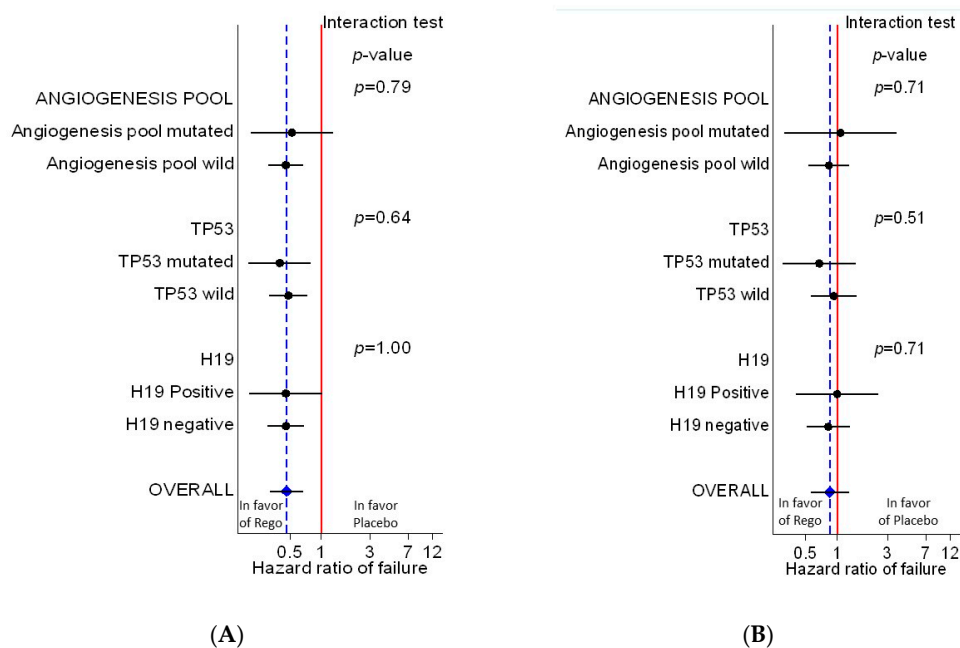 Interaction test
p-value
ANGIOGENESIS POOL
p=0.79
Angiogenesis pool mutated
Angiogenesis pool wild
TP53
p=0.64
TP53 mutated
TP53 wild
H19
p=1.00
H19 Positive
H19 negative
OVERALL
In favor
of Rego
In favor
Placebo
0.5 1 3 7 12
Hazard ratio of failure
(A)
Interaction test
p-value
ANGIOGENESIS POOL
p=0.71
Angiogenesis pool mutated
Angiogenesis pool wild
TP53
p=0.51
TP53 mutated
TP53 wild
H19
p=0.71
H19 Positive
H19 negative
OVERALL
In favor
of Rego
In favor
of Placebo
0.5 1 3 7 12
Hazard ratio of failure
(B)